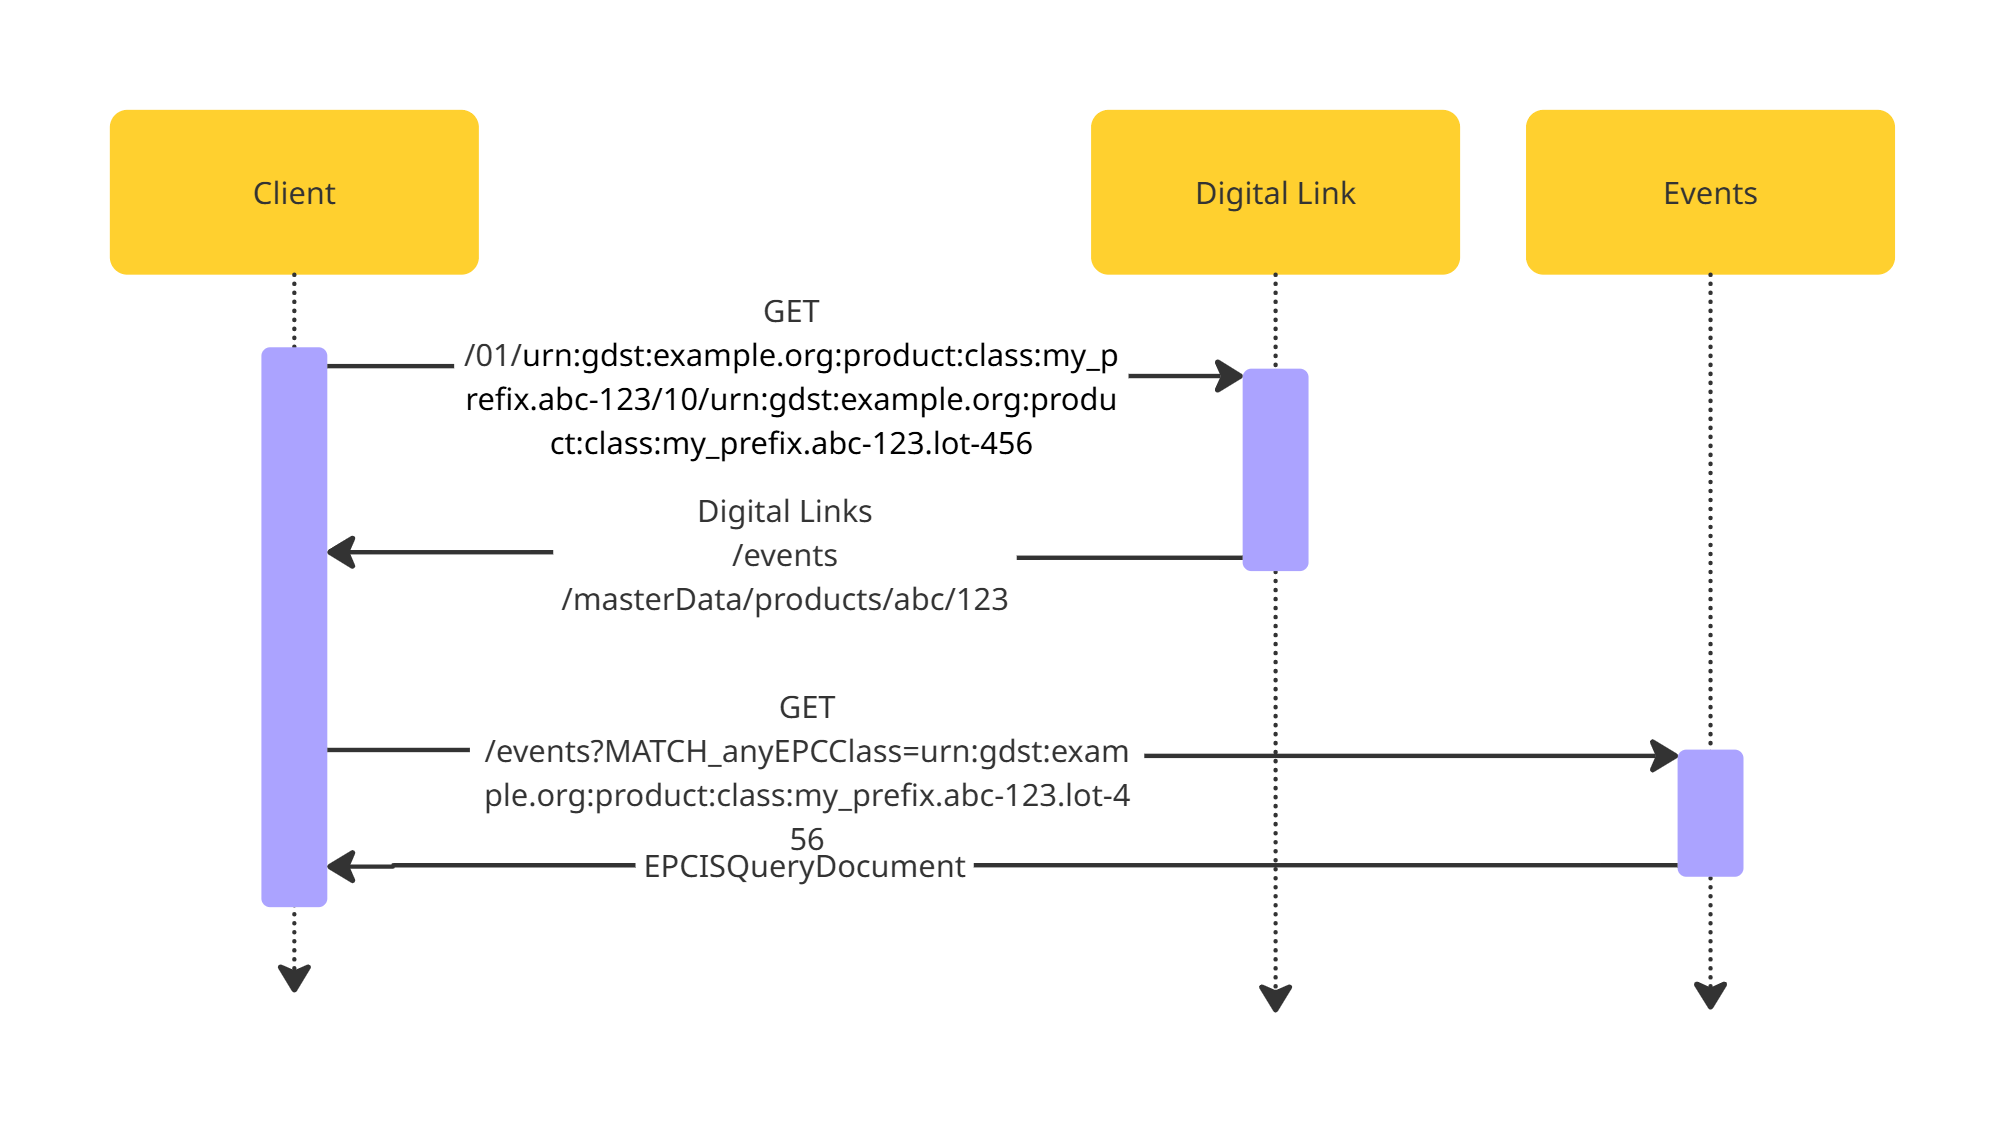 Client
Digital Link
Events
GET
/01/urn:gdst:example.org:product:class:my_p
refix.abc-123/10/urn:gdst:example.org:produ
ct:class:my_prefix.abc-123.lot-456
Digital Links
/events
/masterData/products/abc/123
GET
/events?MATCH_anyEPCClass=urn:gdst:exam
ple.org:product:class:my_prefix.abc-123.lot-4
56
EPCISQueryDocument